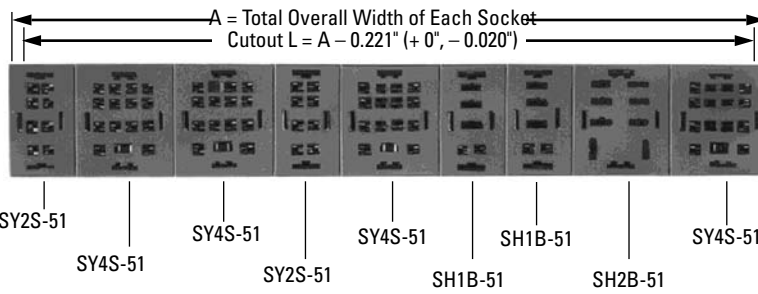 A = Total Overall Width of Each Socket
Cutout L = A – 0.221" (+ 0", – 0.020")
SY2S-51
SY4S-51
SY4S-51
SY2S-51
SY4S-51
SH1B-51
SH1B-51
SH2B-51
SY4S-51